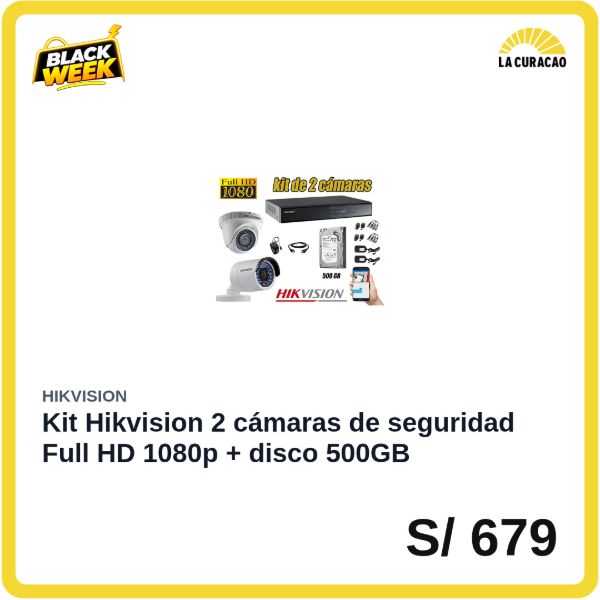 BLACK
WEEK
LA CURACAO
Full HD
1080
kit de 2 cámaras
500 GB
HIKVISION
HIKVISION
Kit Hikvision 2 cámaras de seguridad
Full HD 1080p + disco 500GB
S/ 679